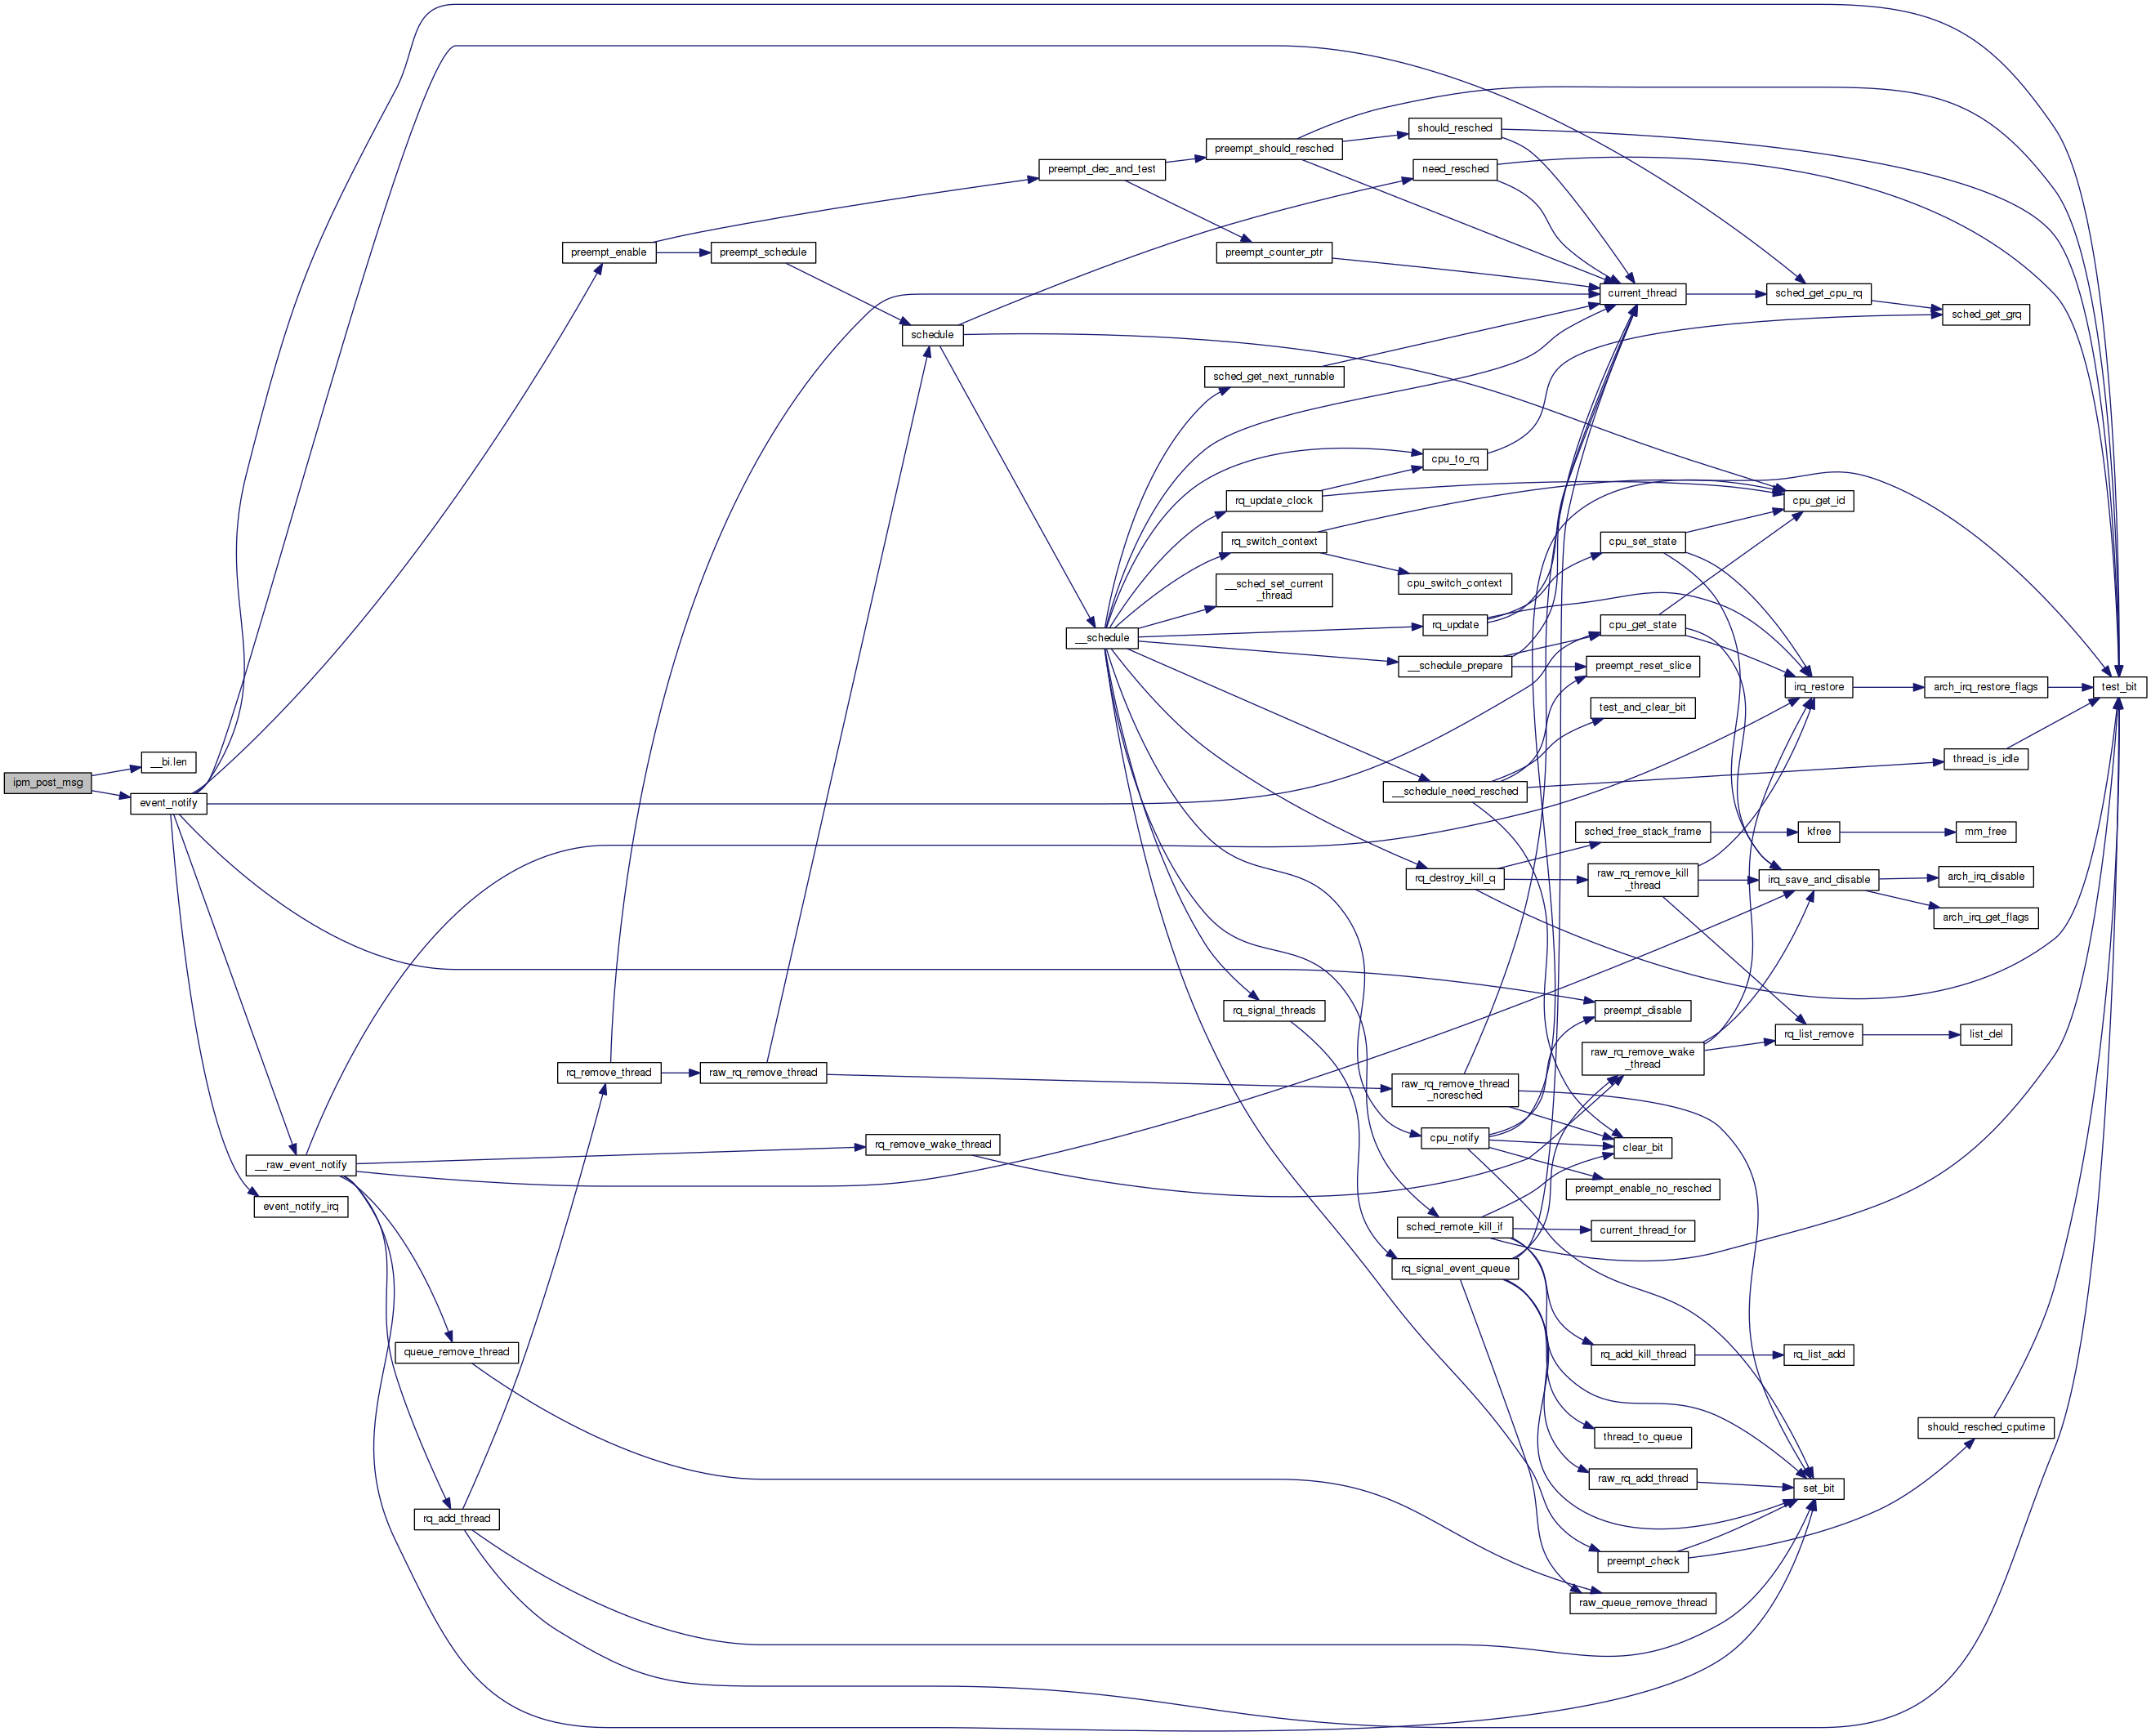 ipm_post_msg
__bi.len
event_notify
__raw_event_notify
event_notify_irq
queue_remove_thread
rq_add_thread
preempt_enable
preempt_schedule
rq_remove_thread
raw_rq_remove_thread
rq_remove_wake_thread
schedule
preempt_dec_and_test
__schedule
preempt_should_resched
preempt_counter_ptr
sched_get_next_runnable
rq_update_clock
rq_switch_context
__sched_set_current
_thread
rq_signal_threads
should_resched
need_resched
cpu_to_rq
cpu_switch_context
rq_update
__schedule_prepare
__schedule_need_resched
rq_destroy_kill_q
raw_rq_remove_thread
_noresched
cpu_notify
sched_remote_kill_if
rq_signal_event_queue
current_thread
cpu_set_state
cpu_get_state
preempt_reset_slice
test_and_clear_bit
sched_free_stack_frame
raw_rq_remove_kill
_thread
preempt_disable
raw_rq_remove_wake
_thread
clear_bit
preempt_enable_no_resched
current_thread_for
rq_add_kill_thread
thread_to_queue
raw_rq_add_thread
preempt_check
raw_queue_remove_thread
sched_get_cpu_rq
cpu_get_id
irq_restore
kfree
irq_save_and_disable
rq_list_remove
rq_list_add
set_bit
sched_get_grq
arch_irq_restore_flags
thread_is_idle
mm_free
arch_irq_disable
arch_irq_get_flags
list_del
should_resched_cputime
test_bit